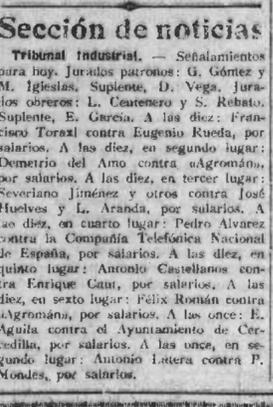 Sección de noticias
Tribunal Industrial. — Señalamientos
para hoy. Jurados patronos: G. Gómez y
M. Iglesias, Suplente, D. Vega. Jura-
dos obreros: L. Centenero y S. Rebato.
Suplente, E. García. A las diez: Fran-
cisco Toraxl contra Eugenio Rueda, por
salarios. A las diez, en segundo lugar:
Demetrio del Amo contra «Agromán»,
por salarios. A las diez, en tercer lugar:
Severiano Jiménez y otros contra José
Huelves y L. Aranda, por salarios. A
las diez, en cuarto lugar: Pedro Alvarez
contra la Compañía Telefónica Nacional
de España, por salarios. A las diez, en
quinto lugar: Antonio Castellanos con-
tra Enrique Caut, por salarios. A las
diez, en sexto lugar: Félix Román contra
«Agromán», por salarios. A las once: E.
Aguila contra el Ayuntamiento de Cer-
cedilla, por salarios. A las once, en se-
gundo lugar: Antonio contra P.
Mondes, por salarios.